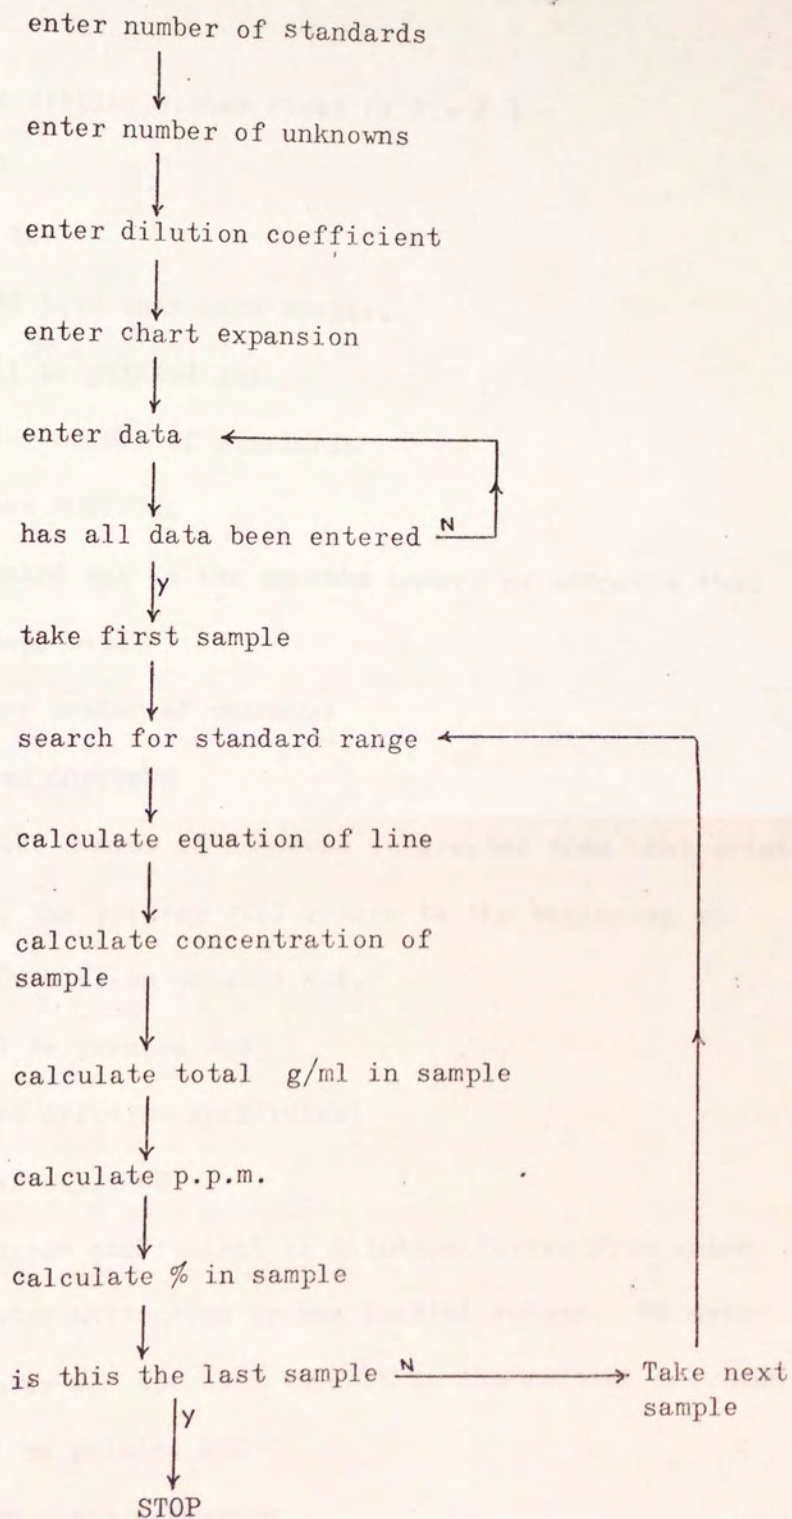 enter number of standards
enter number of unknowns
enter dilution coefficient
enter chart expansion
enter data
has all data been entered N
y
take first sample
search for standard range
calculate equation of line
calculate concentration of
sample
calculate total g/ml in sample
calculate p.p.m.
calculate % in sample
is this the last sample N Take next
sample
y
STOP